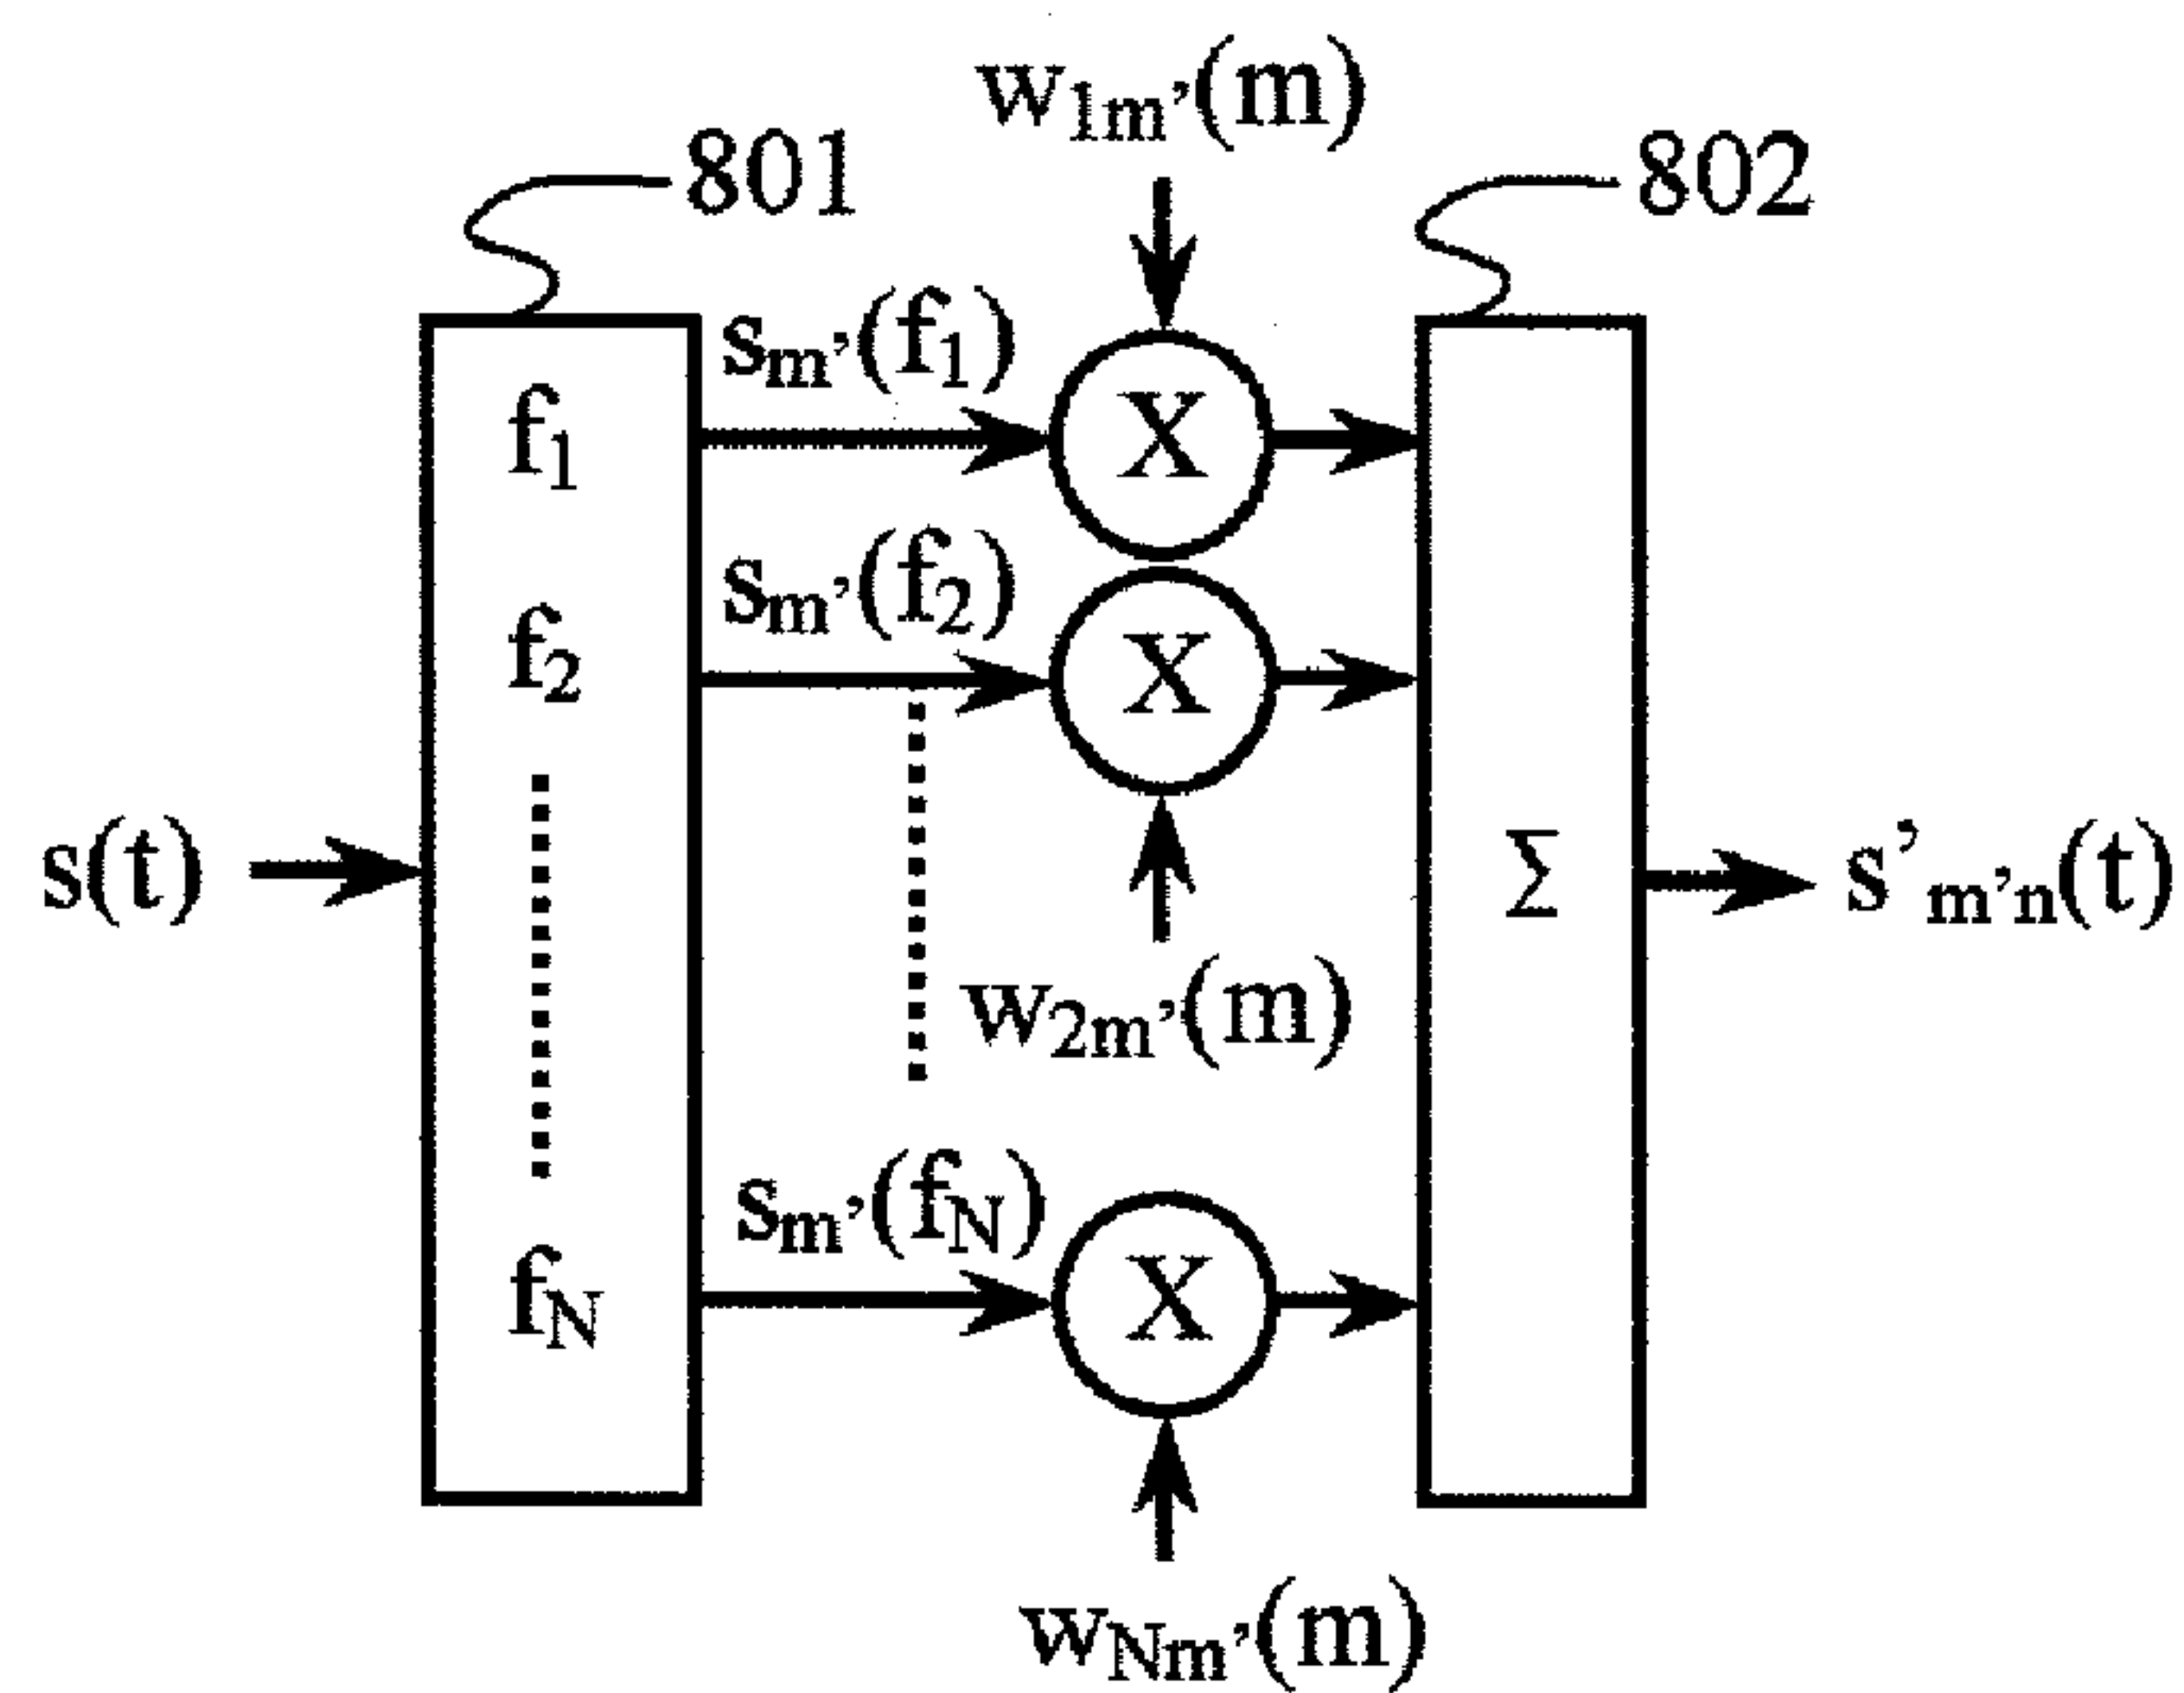 w1m'(m)
801
802
sm'(f1)
f1
X
sm'(f2)
f2
X
s(t)
Σ
s'm'n(t)
w2m'(m)
sm'(fN)
fN
X
wNm'(m)